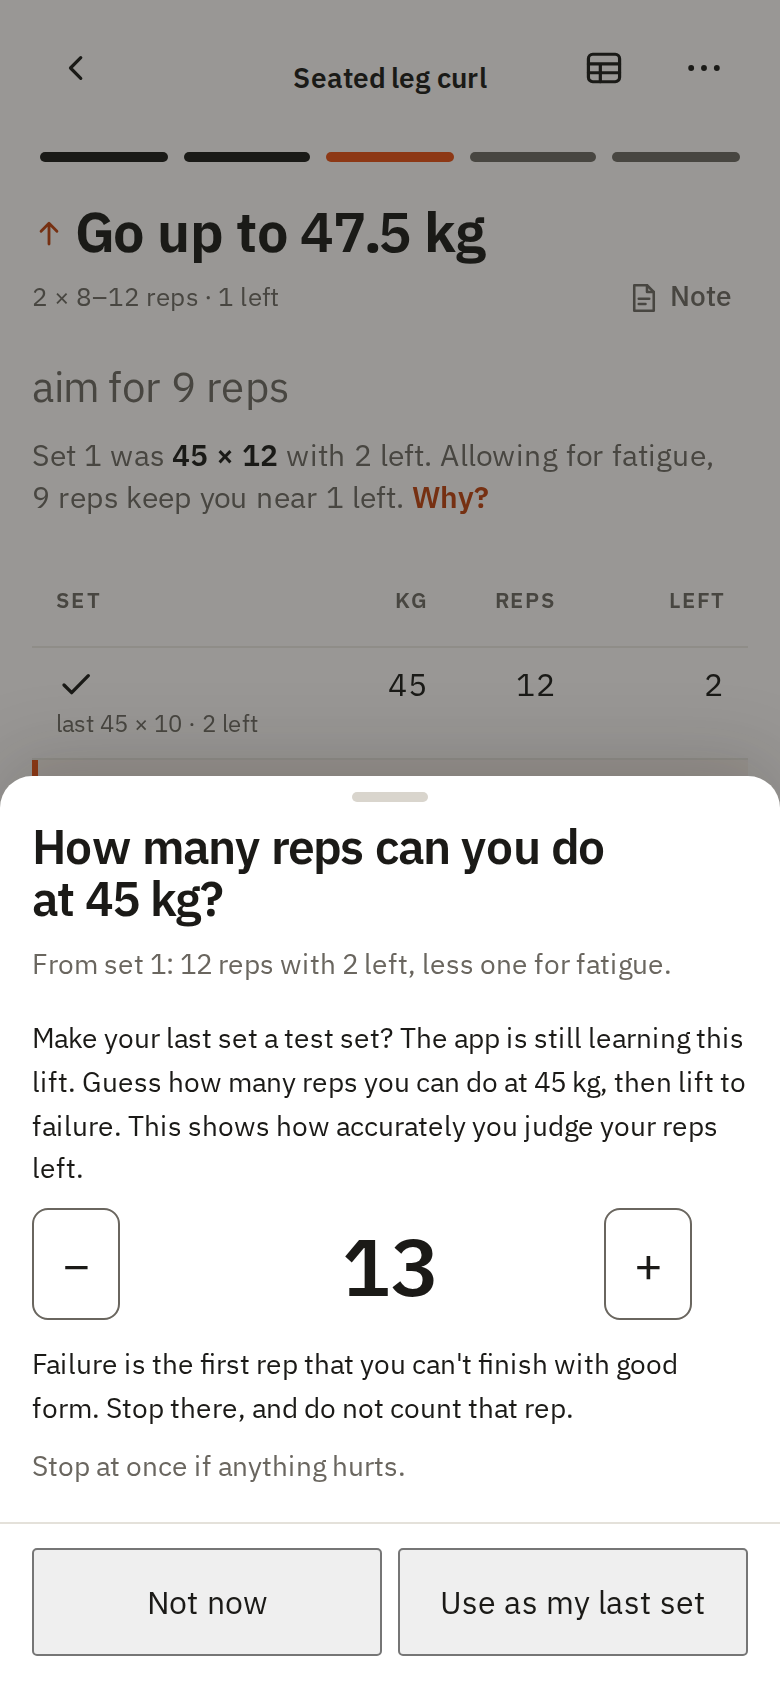 Seated leg curl
Go up to 47.5 kg
2 × 8–12 reps · 1 left
Note
aim for 9 reps
Set 1 was 45 × 12 with 2 left. Allowing for fatigue,
9 reps keep you near 1 left. Why?
SET KG REPS LEFT
45 12 2
last 45 × 10 · 2 left
How many reps can you do
at 45 kg?
From set 1: 12 reps with 2 left, less one for fatigue.
Make your last set a test set? The app is still learning this
lift. Guess how many reps you can do at 45 kg, then lift to
failure. This shows how accurately you judge your reps
left.
− 13 +
Failure is the first rep that you can't finish with good
form. Stop there, and do not count that rep.
Stop at once if anything hurts.
Not now Use as my last set